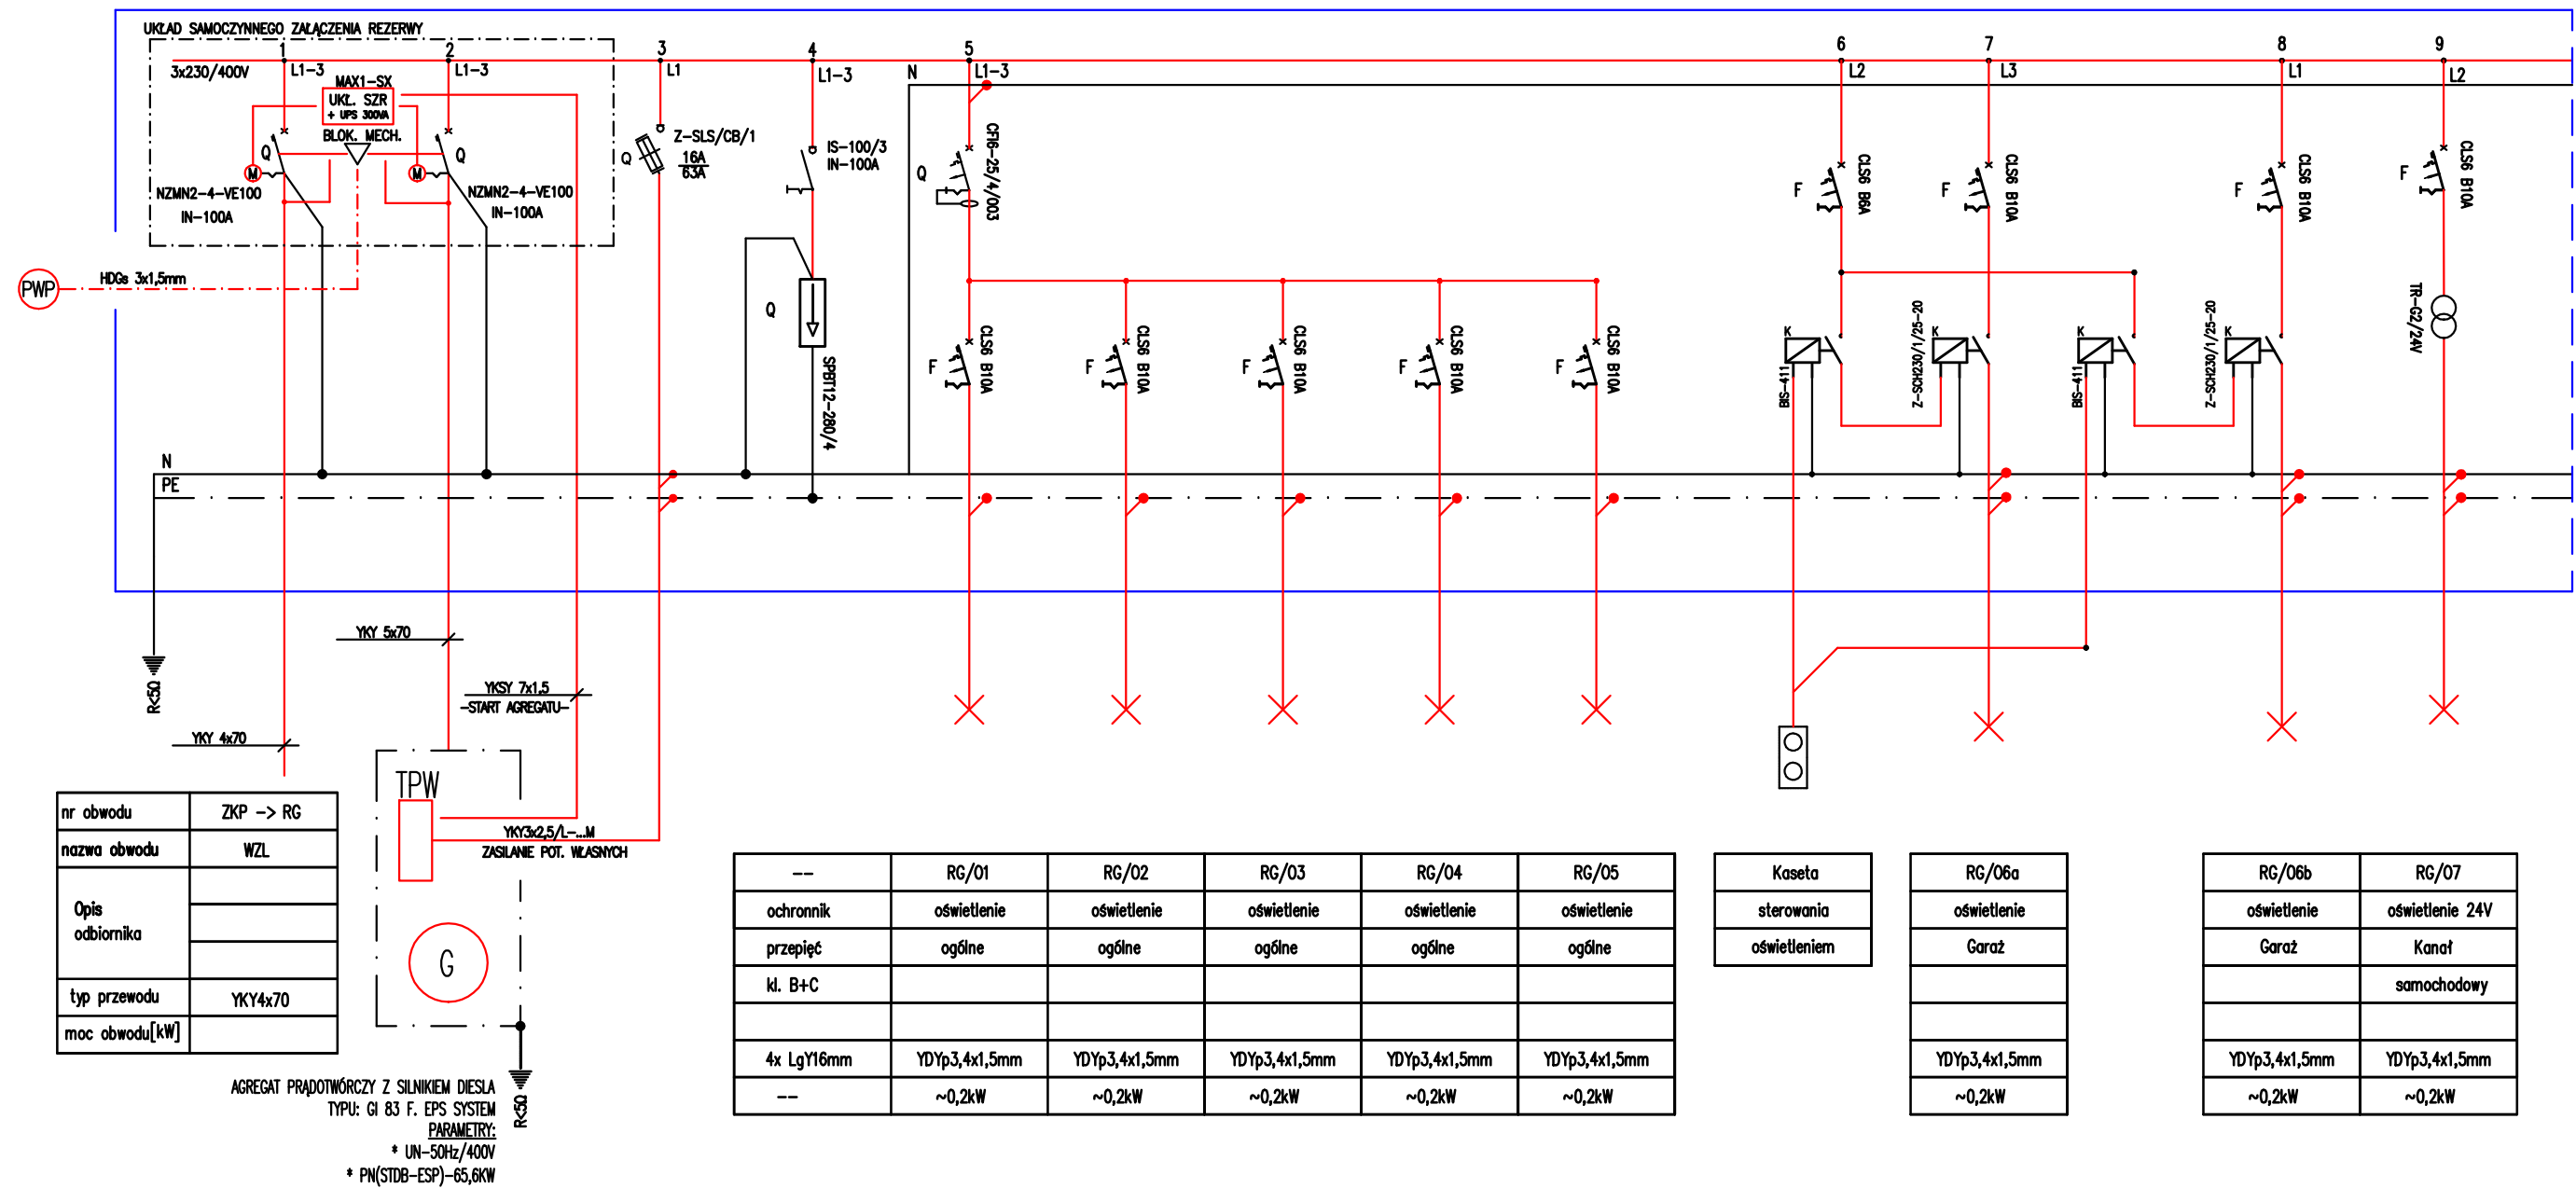 UKŁAD SAMOCZYNNEGO ZAŁĄCZENIA REZERWY
1
2
3
4
5
6
7
8
9
3x230/400V
L1-3
L1-3
L1
L1-3
L1-3
N
L2
L3
L1
L2
MAX1-SX
UKŁ. SZR
+ UPS 300VA
BLOK. MECH.
Q
Q
M
M
NZMN2-4-VE100
IN-100A
NZMN2-4-VE100
IN-100A
PWP
HDGs 3x1,5mm
Q
Z-SLS/CB/1
16A
63A
IS-100/3
IN-100A
Q
SPBT12-280/4
Q
CFI6-25/4/003
F
CLS6 B10A
F
CLS6 B10A
F
CLS6 B10A
F
CLS6 B10A
F
CLS6 B10A
F
CLS6 B6A
F
CLS6 B10A
F
CLS6 B10A
F
CLS6 B10A
K
BIS-411
K
Z-SCH230/1/25-20
K
BIS-411
K
Z-SCH230/1/25-20
TR-G2/24V
N
PE
R<5Ω
YKY 5x70
YKSY 7x1,5
-START AGREGATU-
YKY 4x70
TPW
YKY3x2,5/L-...M
ZASILANIE POT. WŁASNYCH
G
R<5Ω
nr obwodu
ZKP -> RG
nazwa obwodu
WZL
Opis
odbiornika
typ przewodu
YKY4x70
moc obwodu[kW]
AGREGAT PRĄDOTWÓRCZY Z SILNIKIEM DIESLA
TYPU: GI 83 F. EPS SYSTEM
PARAMETRY:
* UN-50Hz/400V
* PN(STDB-ESP)-65,6KW
-- RG/01 RG/02 RG/03 RG/04 RG/05
ochronnik oświetlenie oświetlenie oświetlenie oświetlenie oświetlenie
przepięć ogólne ogólne ogólne ogólne ogólne
kl. B+C
4x LgY16mm YDYp3,4x1,5mm YDYp3,4x1,5mm YDYp3,4x1,5mm YDYp3,4x1,5mm YDYp3,4x1,5mm
-- ~0,2kW ~0,2kW ~0,2kW ~0,2kW ~0,2kW
Kaseta
sterowania
oświetleniem
RG/06a
oświetlenie
Garaż
YDYp3,4x1,5mm
~0,2kW
RG/06b RG/07
oświetlenie oświetlenie 24V
Garaż Kanał
samochodowy
YDYp3,4x1,5mm YDYp3,4x1,5mm
~0,2kW ~0,2kW